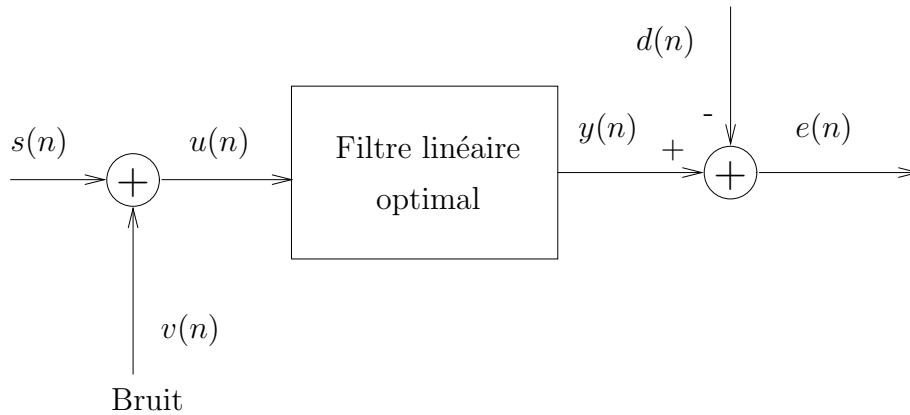 d(n)
s(n)
u(n)
Filtre linéaire
optimal
y(n)
+
-
e(n)
+
+
v(n)
Bruit